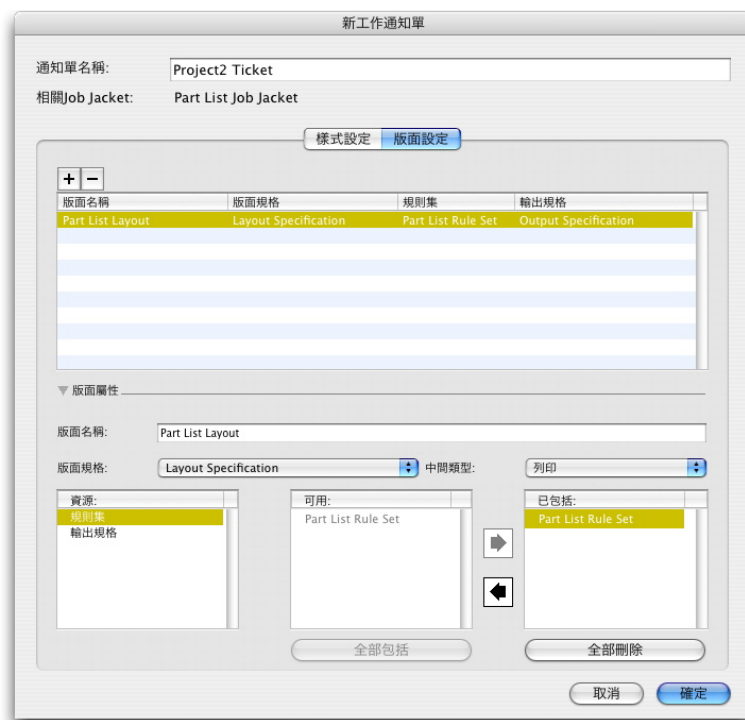 新工作通知單
通知單名稱: Project2 Ticket
相關Job Jacket: Part List Job Jacket
樣式設定 版面設定
+ −
版面名稱 版面規格 規則集 輸出規格
Part List Layout Layout Specification Part List Rule Set Output Specification
版面屬性
版面名稱: Part List Layout
版面規格: Layout Specification 中間類型: 列印
資源: 可用: 已包括:
規則集 Part List Rule Set Part List Rule Set
輸出規格
全部包括 全部刪除
取消 確定